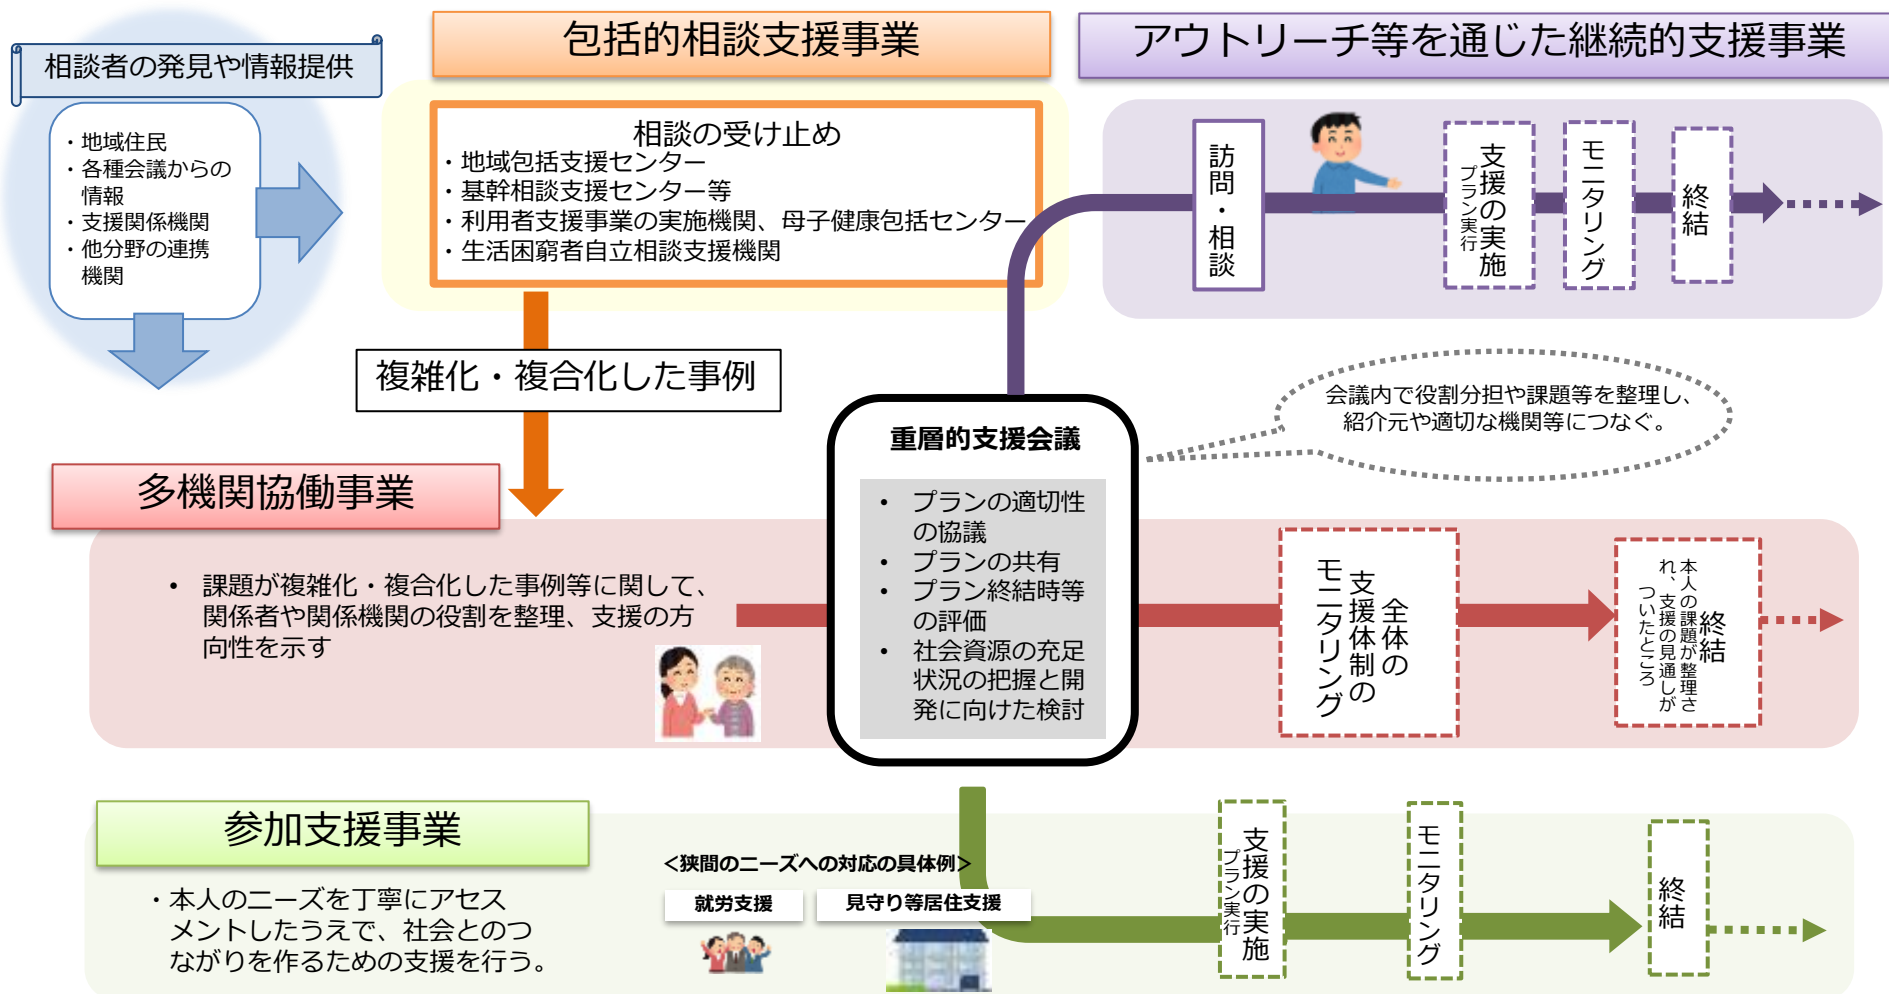 相談者の発見や情報提供
・地域住民
・各種会議からの
情報
・支援関係機関
・他分野の連携
機関
包括的相談支援事業
相談の受け止め
・地域包括支援センター
・基幹相談支援センター等
・利用者支援事業の実施機関、母子健康包括センター
・生活困窮者自立相談支援機関
複雑化・複合化した事例
アウトリーチ等を通じた継続的支援事業
訪問・相談
支援の実施
プラン実行
モニタリング
終結
会議内で役割分担や課題等を整理し、
紹介元や適切な機関等につなぐ。
重層的支援会議
• プランの適切性
の協議
• プランの共有
• プラン終結時等
の評価
• 社会資源の充足
状況の把握と開
発に向けた検討
多機関協働事業
• 課題が複雑化・複合化した事例等に関して、
関係者や関係機関の役割を整理、支援の方
向性を示す
全体の
支援体制の
モニタリング
終結
本人の課題が整理さ
れ、支援の見通しが
ついたところ
参加支援事業
・本人のニーズを丁寧にアセス
メントしたうえで、社会とのつ
ながりを作るための支援を行う。
＜狭間のニーズへの対応の具体例＞
就労支援
見守り等居住支援
支援の実施
プラン実行
モニタリング
終結